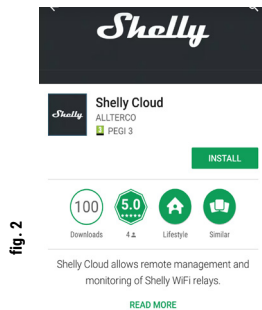 Shelly
Shelly
Shelly Cloud
ALLTERCO
PEGI 3
INSTALL
100
5.0
Downloads
4
Lifestyle
Similar
Shelly Cloud allows remote management and
monitoring of Shelly WiFi relays.
READ MORE
fig. 2